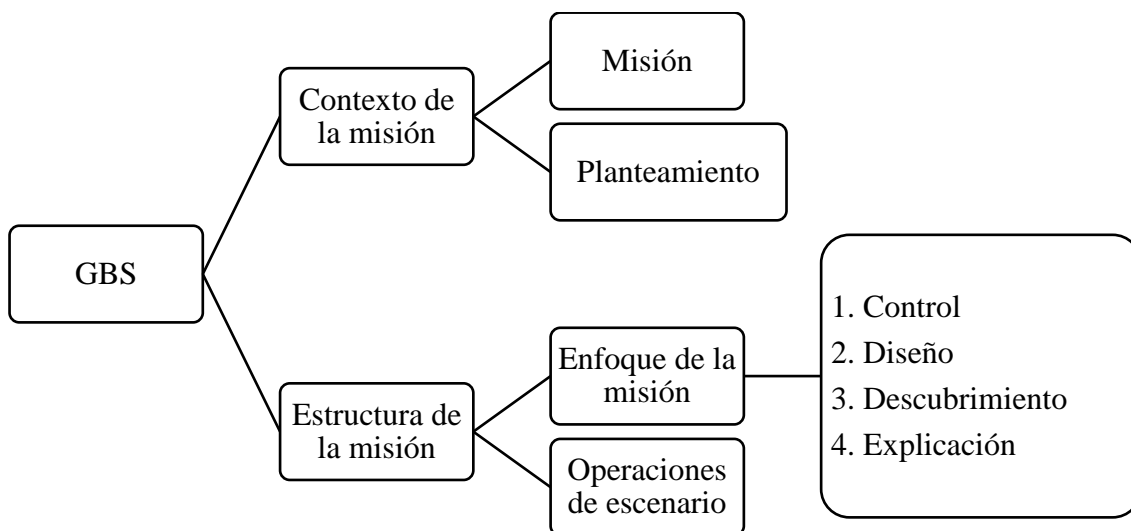 GBS
Contexto de
la misión
Misión
Planteamiento
Estructura de
la misión
Enfoque de la
misión
Operaciones
de escenario
1. Control
2. Diseño
3. Descubrimiento
4. Explicación